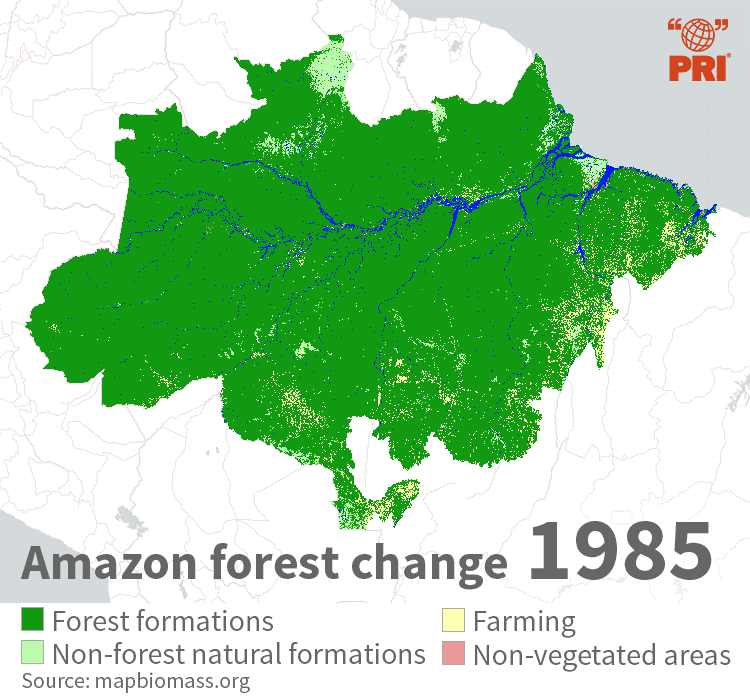 “ ”
PRI®
Amazon forest change 1985
Forest formations
Farming
Non-forest natural formations
Non-vegetated areas
Source: mapbiomass.org